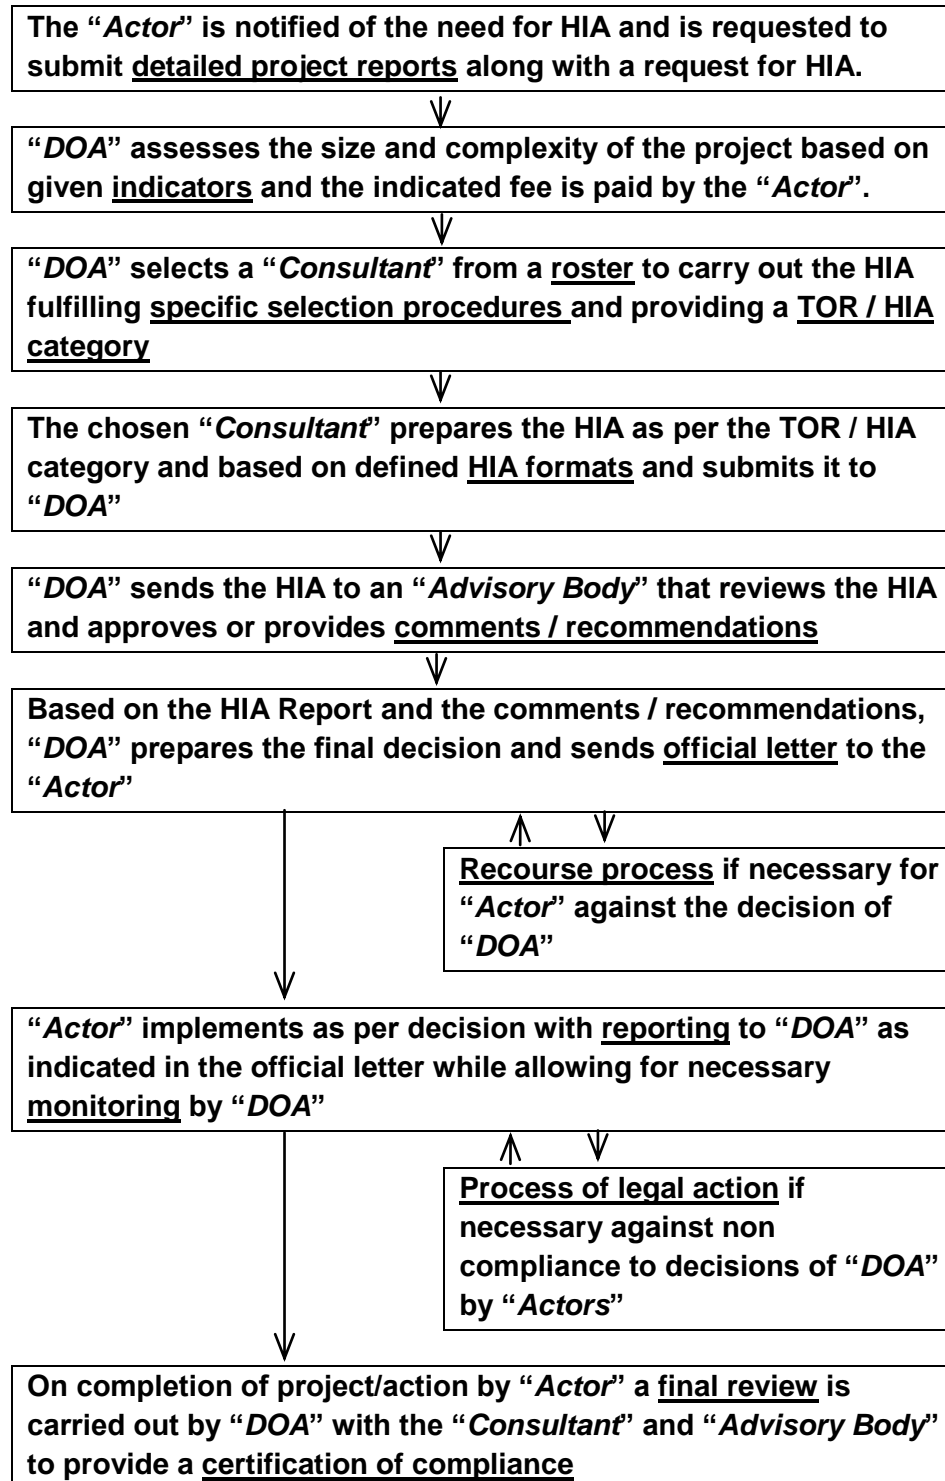 The “Actor” is notified of the need for HIA and is requested to
submit detailed project reports along with a request for HIA.
“DOA” assesses the size and complexity of the project based on
given indicators and the indicated fee is paid by the “Actor”.
“DOA” selects a “Consultant” from a roster to carry out the HIA
fulfilling specific selection procedures and providing a TOR / HIA
category
The chosen “Consultant” prepares the HIA as per the TOR / HIA
category and based on defined HIA formats and submits it to
“DOA”
“DOA” sends the HIA to an “Advisory Body” that reviews the HIA
and approves or provides comments / recommendations
Based on the HIA Report and the comments / recommendations,
“DOA” prepares the final decision and sends official letter to the
“Actor”
Recourse process if necessary for
“Actor” against the decision of
“DOA”
“Actor” implements as per decision with reporting to “DOA” as
indicated in the official letter while allowing for necessary
monitoring by “DOA”
Process of legal action if
necessary against non
compliance to decisions of “DOA”
by “Actors”
On completion of project/action by “Actor” a final review is
carried out by “DOA” with the “Consultant” and “Advisory Body”
to provide a certification of compliance